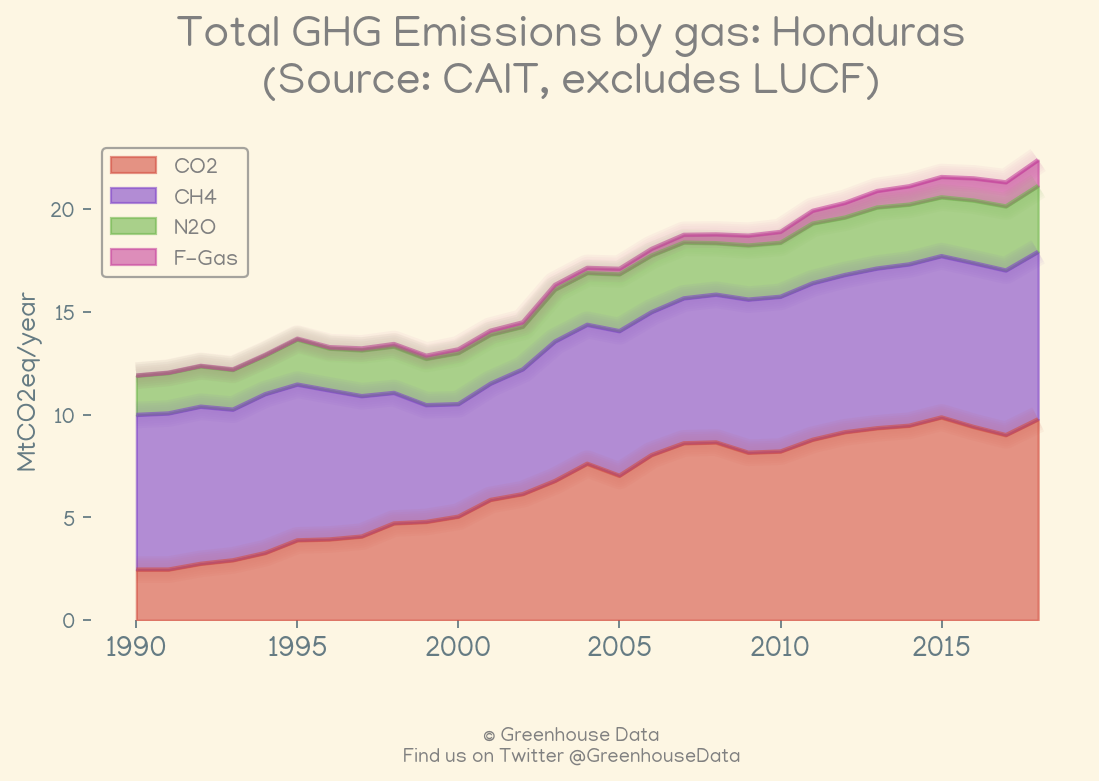 Total GHG Emissions by gas: Honduras
(Source: CAIT, excludes LUCF)
CO2
CH4
N2O
F-Gas
MtCO2eq/year
20
15
10
5
0
1990 1995 2000 2005 2010 2015
© Greenhouse Data
Find us on Twitter @GreenhouseData